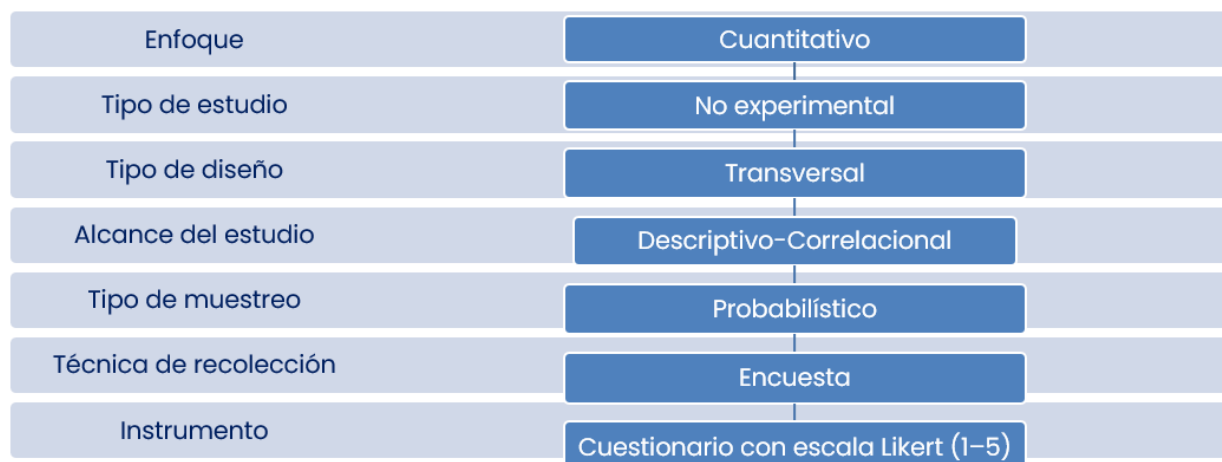 Enfoque
Cuantitativo
Tipo de estudio
No experimental
Tipo de diseño
Transversal
Alcance del estudio
Descriptivo-Correlacional
Tipo de muestreo
Probabilístico
Técnica de recolección
Encuesta
Instrumento
Cuestionario con escala Likert (1–5)